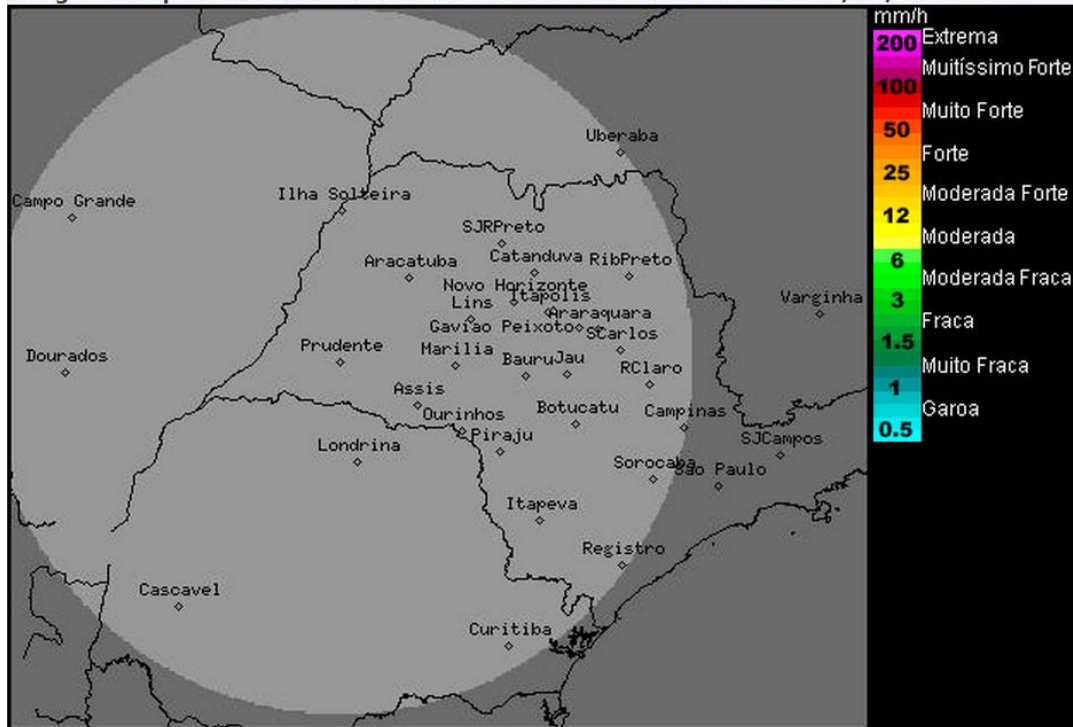 mm/h
200
Extrema
Muitíssimo Forte
100
Muito Forte
50
Forte
25
Moderada Forte
12
Moderada
6
Moderada Fraca
3
Fraca
1.5
Muito Fraca
1
Garoa
0.5
Uberaba
Campo Grande
Ilha Solteira
SJRPreto
Catanduva
RibPreto
Aracatuba
Novo Horizonte
Itapolis
Lins
Araraquara
Varginha
Gaviao Peixoto
SCarlos
Prudente
Marilia
Dourados
Bauru
Jau
RClaro
Assis
Ourinhos
Botucatu
Campinas
Piraju
Londrina
SJCampos
Sorocaba
Sao Paulo
Itapeva
Registro
Cascavel
Curitiba